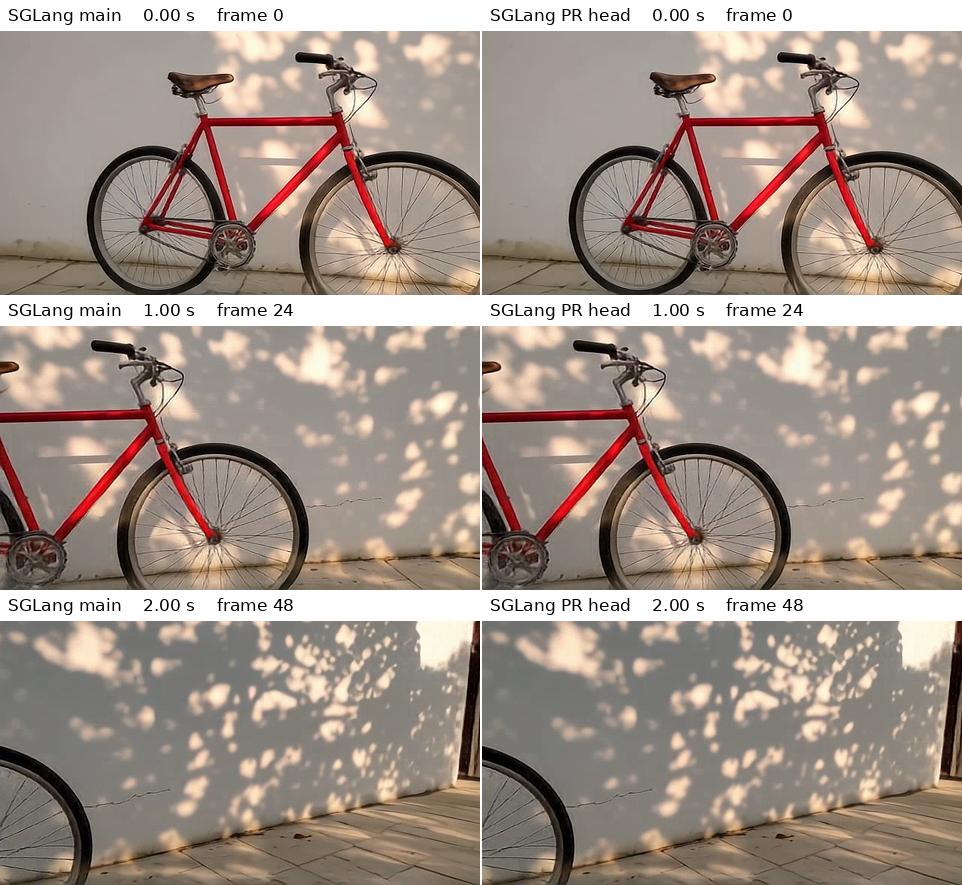 SGLang main 0.00 s frame 0
SGLang PR head 0.00 s frame 0
SGLang main 1.00 s frame 24
SGLang PR head 1.00 s frame 24
SGLang main 2.00 s frame 48
SGLang PR head 2.00 s frame 48